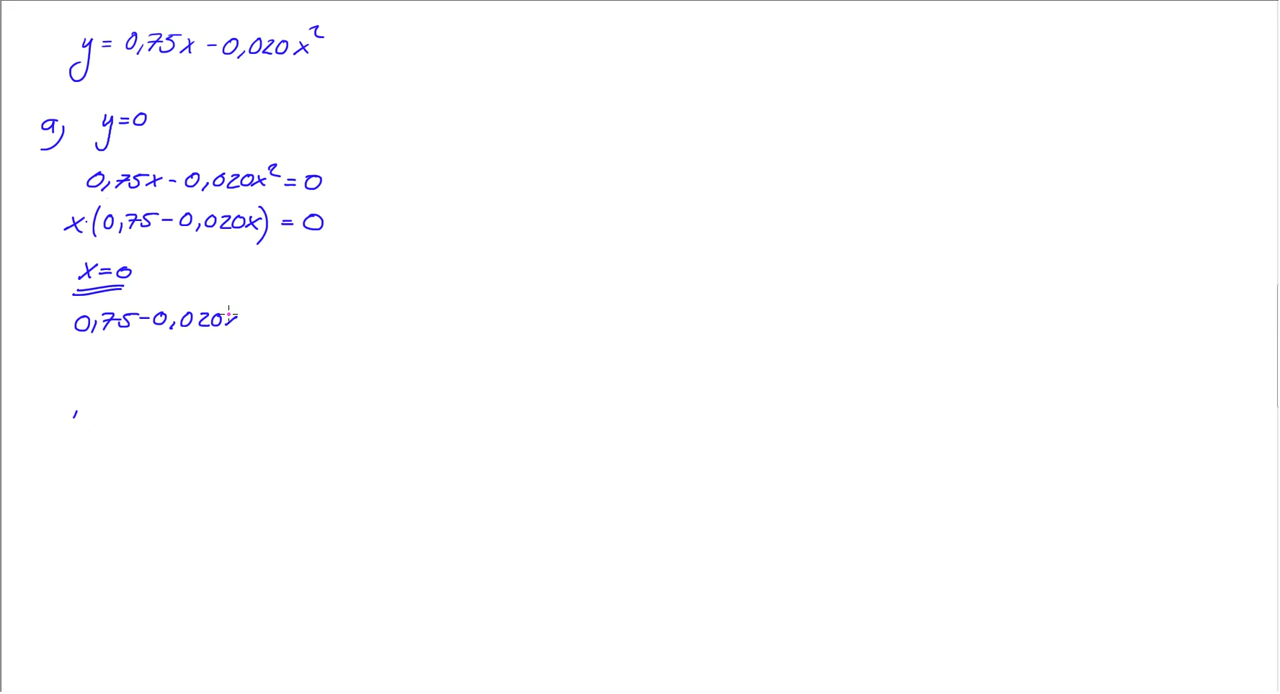 y = 0,75x - 0,020x²
a) y=0
0,75x - 0,020x² = 0
x·(0,75 - 0,020x) = 0
x = 0
0,75 - 0,020x